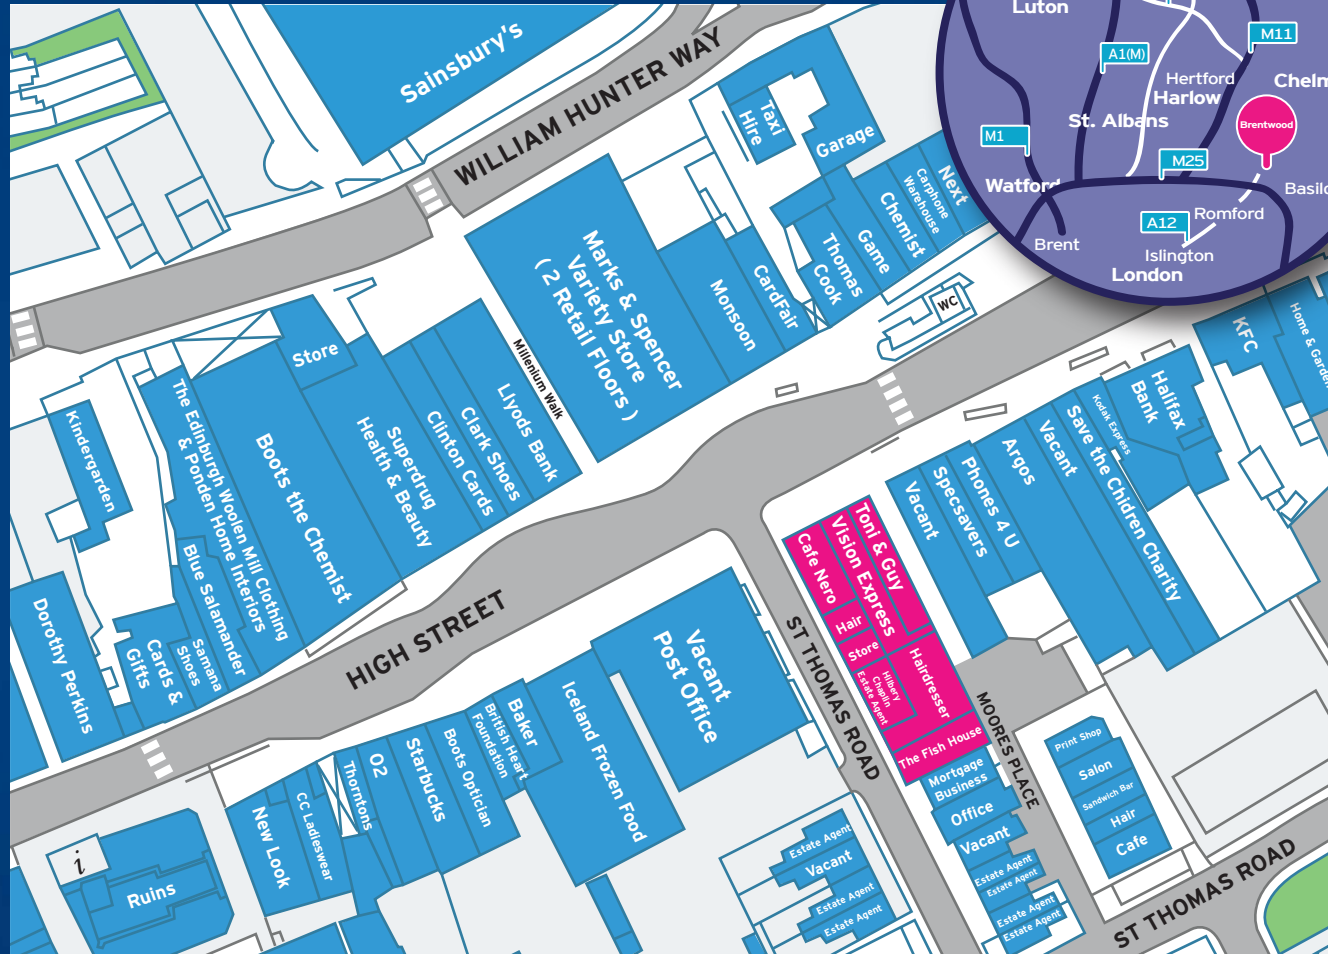 Sainsbury's
WILLIAM HUNTER WAY
Luton
A1(M)
M11
Hertford
Harlow
St. Albans
M1
Brentwood
M25
Watford
A12
Romford
Brent
Islington
London
Taxi
Hire
Garage
Next
Carphone
Warehouse
Chemist
Game
Thomas
Cook
CardFair
Monsoon
Marks & Spencer
Variety Store
( 2 Retail Floors )
WC
Millenium Walk
Store
Llyods Bank
Clark Shoes
Clinton Cards
Superdrug
Health & Beauty
Boots the Chemist
The Edinburgh Woolen Mill Clothing
& Ponden Home Interiors
Kindergarden
Blue Salamander
Samana
Shoes
Cards &
Gifts
Dorothy Perkins
HIGH STREET
KFC
Home & Garden
Halifax
Bank
Kodak Express
Save the Chidren Charity
Vacant
Argos
Phones 4 U
Specsavers
Vacant
Toni & Guy
Vision Express
Cafe Nero
Hair
Store
Hilbery
Chaplin
Estate Agent
Hairdresser
The Fish House
ST THOMAS ROAD
MOORES PLACE
Vacant
Post Office
Iceland Frozen Food
Baker
British Heart
Foundation
Boots Optician
Starbucks
O2
Thorntons
CC Ladieswear
New Look
i
Ruins
Mortgage
Business
Office
Vacant
Estate Agent
Estate Agent
Estate Agent
Estate Agent
Estate Agent
Vacant
Estate Agent
Estate Agent
Print Shop
Salon
Sandwich Bar
Hair
Cafe
ST THOMAS ROAD